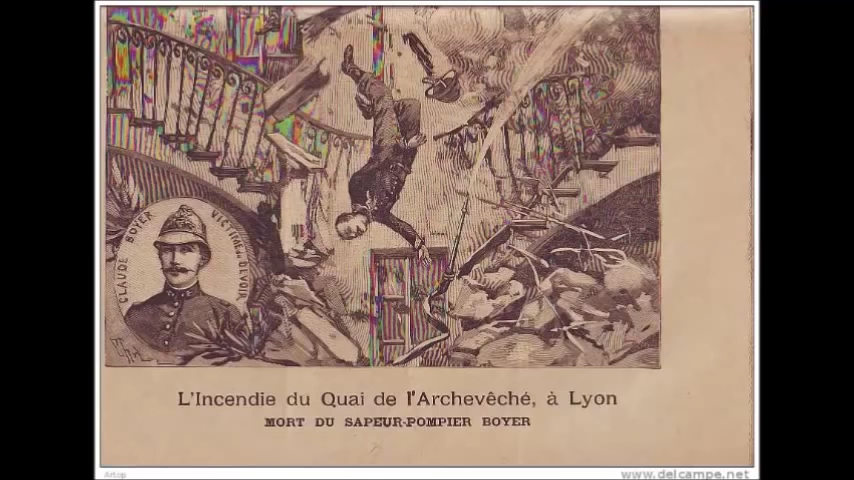 CLAUDE BOYER VICTIME DU DEVOIR
L'Incendie du Quai de l'Archevêché, à Lyon
MORT DU SAPEUR-POMPIER BOYER
Artop
www.delcampe.net